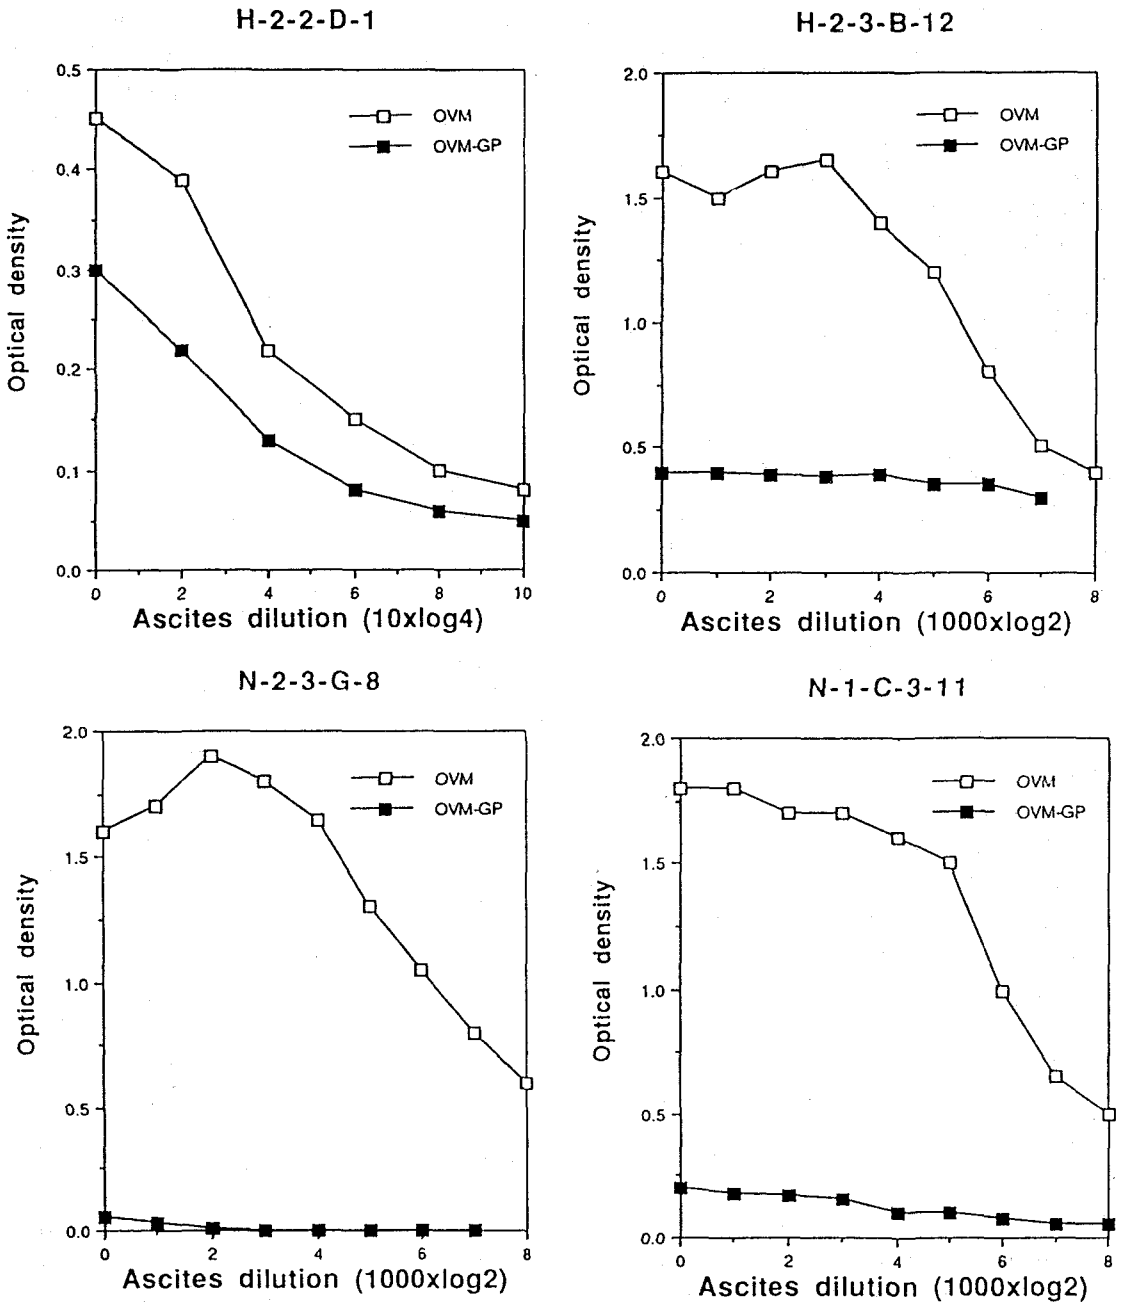 H-2-2-D-1
0.5
0.4
0.3
0.2
0.1
0.0
Optical density
OVM
OVM-GP
0 2 4 6 8 10
Ascites dilution (10xlog4)
H-2-3-B-12
2.0
1.5
1.0
0.5
0.0
Optical density
OVM
OVM-GP
0 2 4 6 8
Ascites dilution (1000xlog2)
N-2-3-G-8
2.0
1.5
1.0
0.5
0.0
Optical density
OVM
OVM-GP
0 2 4 6 8
Ascites dilution (1000xlog2)
N-1-C-3-11
2.0
1.5
1.0
0.5
0.0
Optical density
OVM
OVM-GP
0 2 4 6 8
Ascites dilution (1000xlog2)